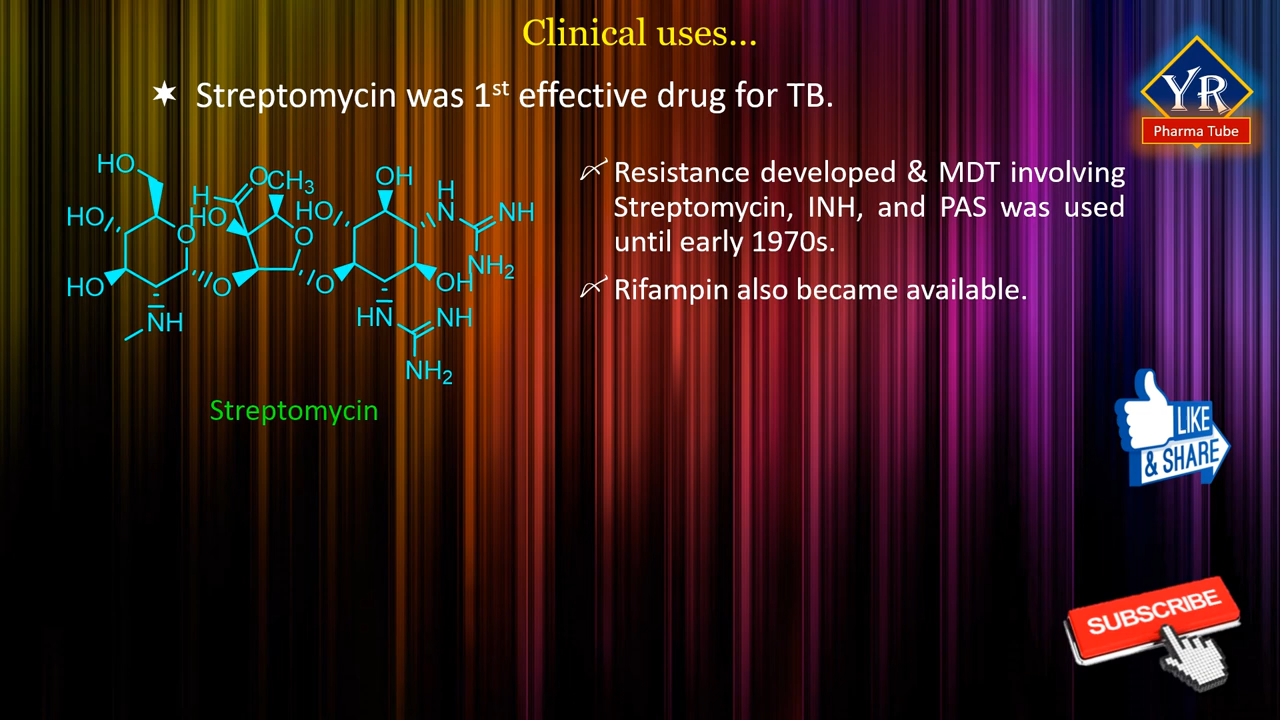 Clinical uses...
✶ Streptomycin was 1st effective drug for TB.
YR
Pharma Tube
Resistance developed & MDT involving
Streptomycin, INH, and PAS was used
until early 1970s.
Rifampin also became available.
HO
O
CH3
OH
H
H
N
NH
HO
HO
HO
O
O
NH2
HO
O
O
OH
NH
HN
NH
NH2
Streptomycin
LIKE
& SHARE
SUBSCRIBE